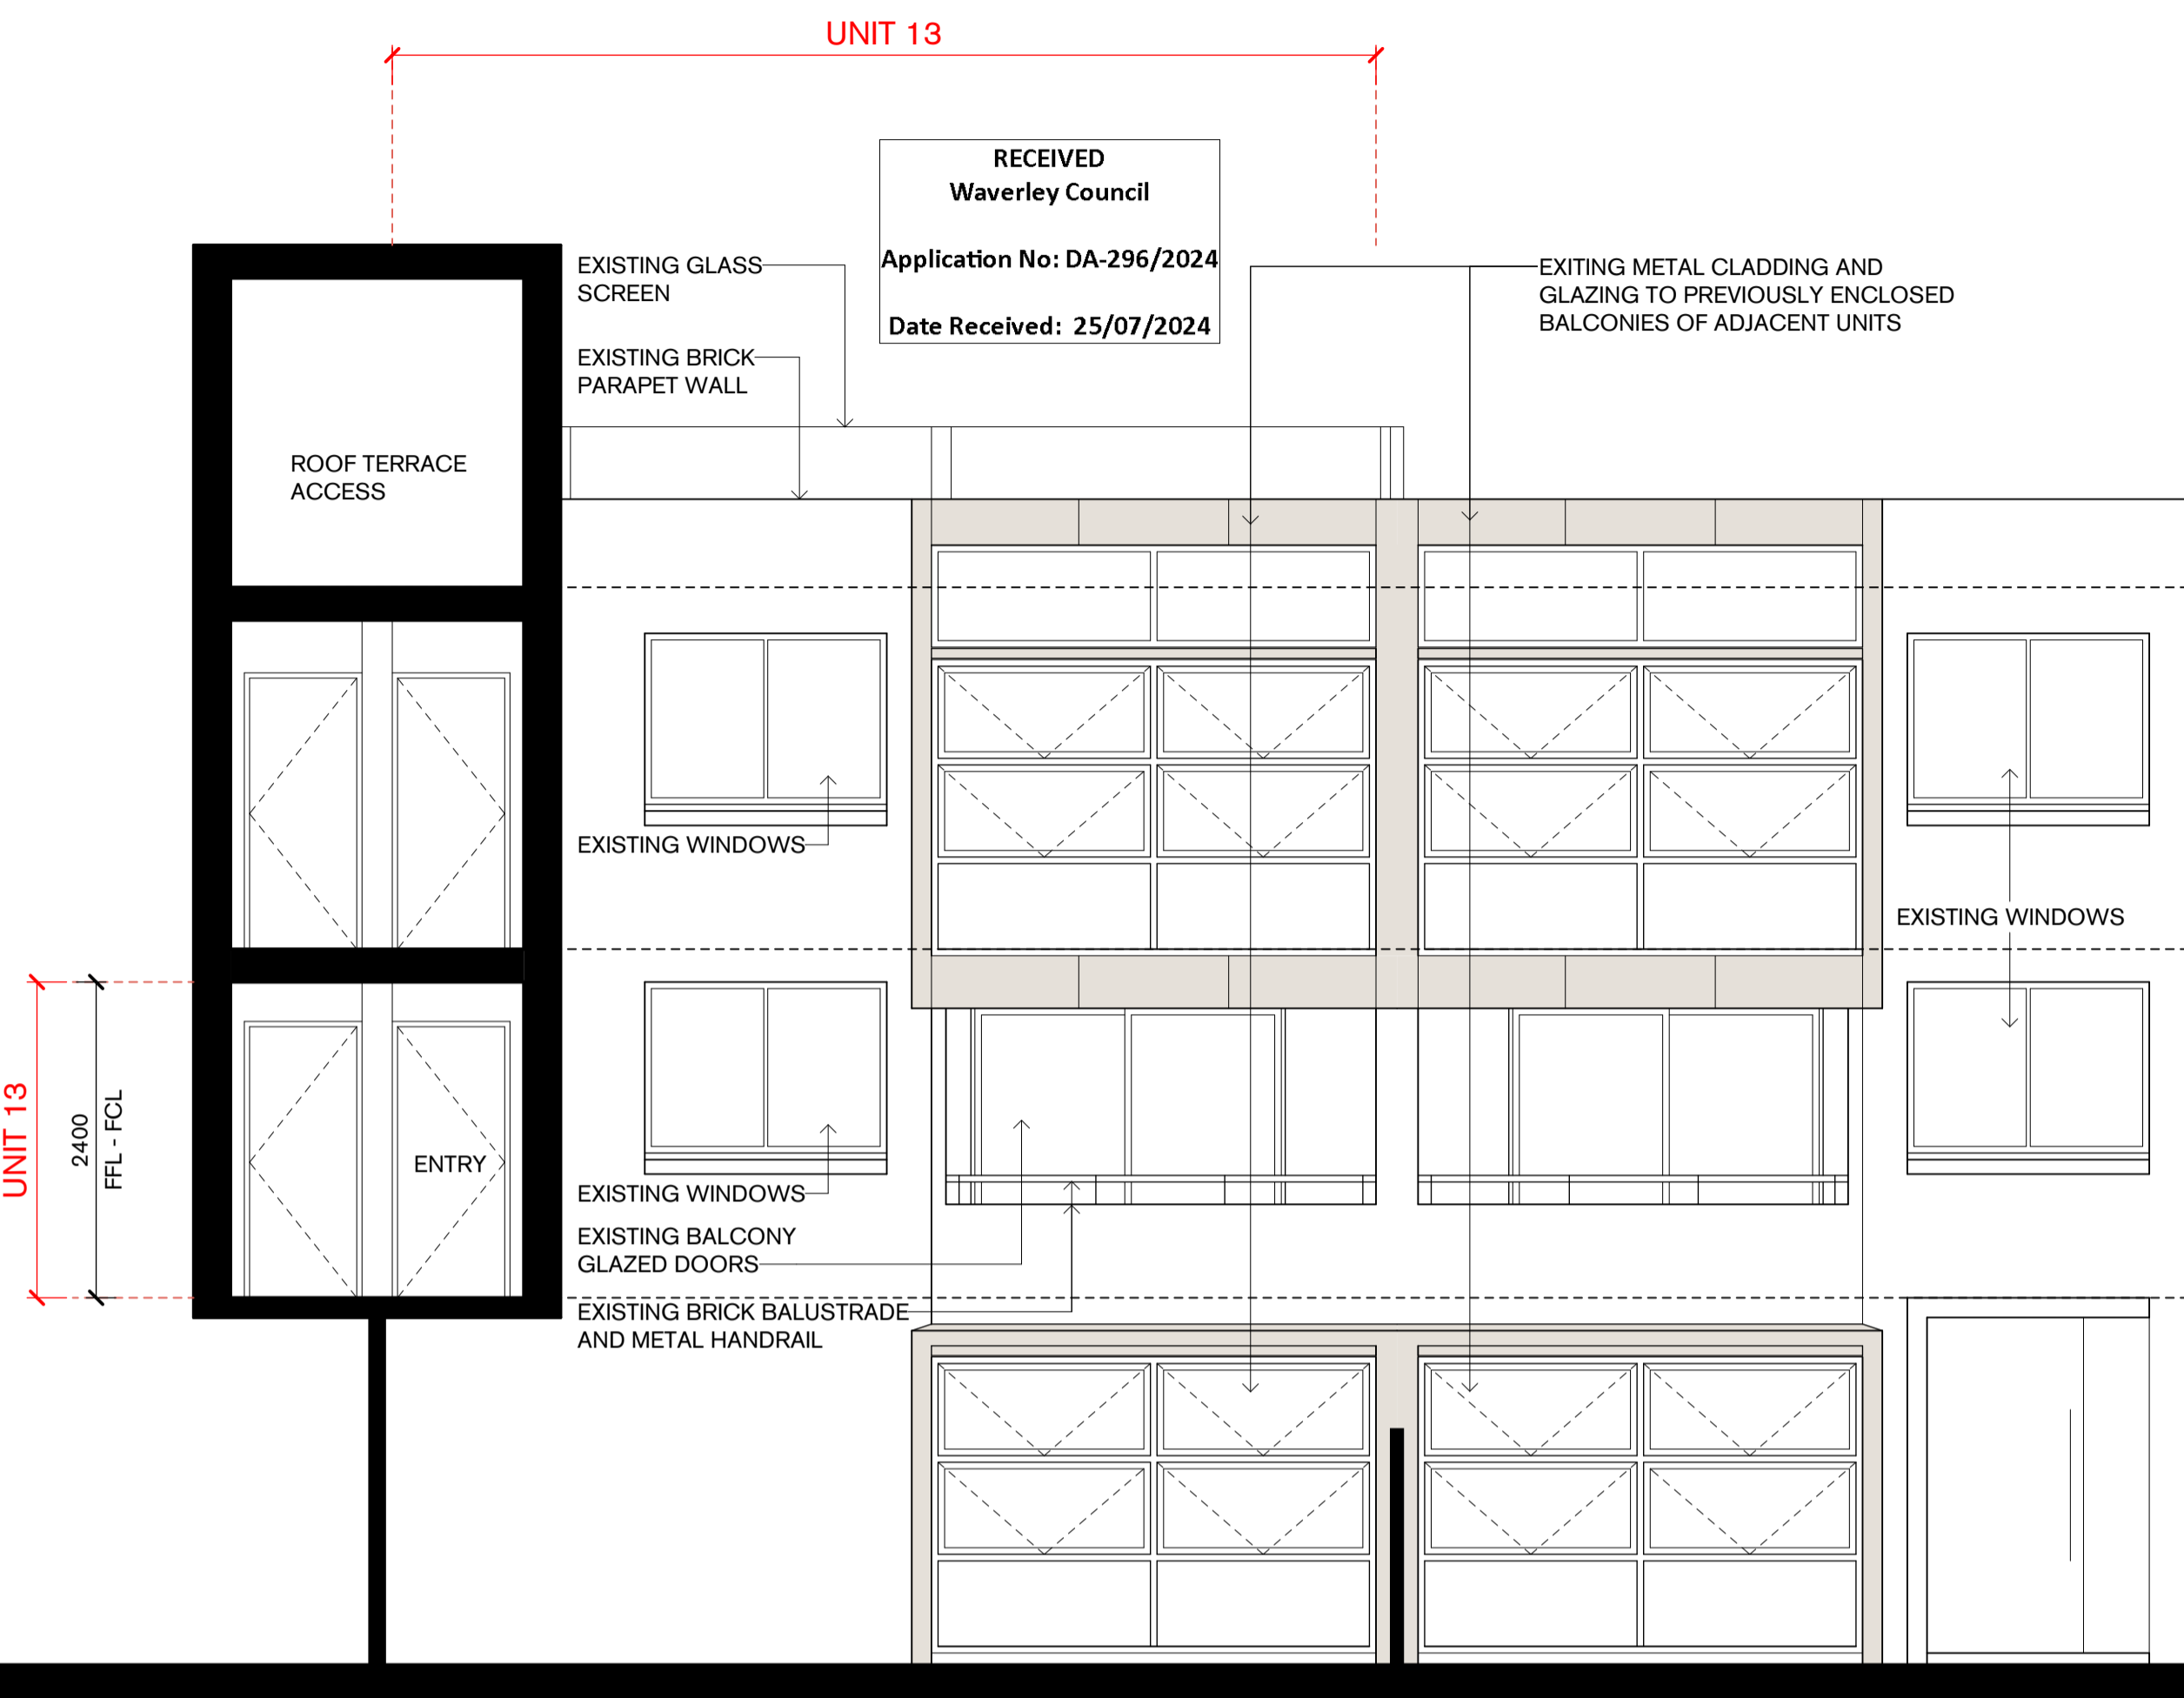 UNIT 13
RECEIVED
Waverley Council
Application No: DA-296/2024
Date Received: 25/07/2024
EXISTING GLASS
SCREEN
EXITING METAL CLADDING AND
GLAZING TO PREVIOUSLY ENCLOSED
BALCONIES OF ADJACENT UNITS
EXISTING BRICK
PARAPET WALL
ROOF TERRACE
ACCESS
EXISTING WINDOWS
EXISTING WINDOWS
UNIT 13
2400
FFL - FCL
ENTRY
EXISTING WINDOWS
EXISTING BALCONY
GLAZED DOORS
EXISTING BRICK BALUSTRADE
AND METAL HANDRAIL